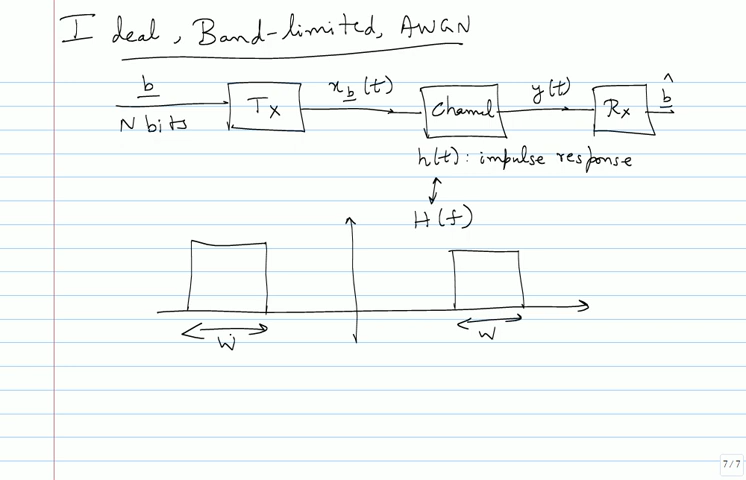 Ideal, Band-limited, AWGN
b x_b(t) y(t) b̂
N bits Tx Channel Rx
h(t): impulse response
H(f)
W W
7/7